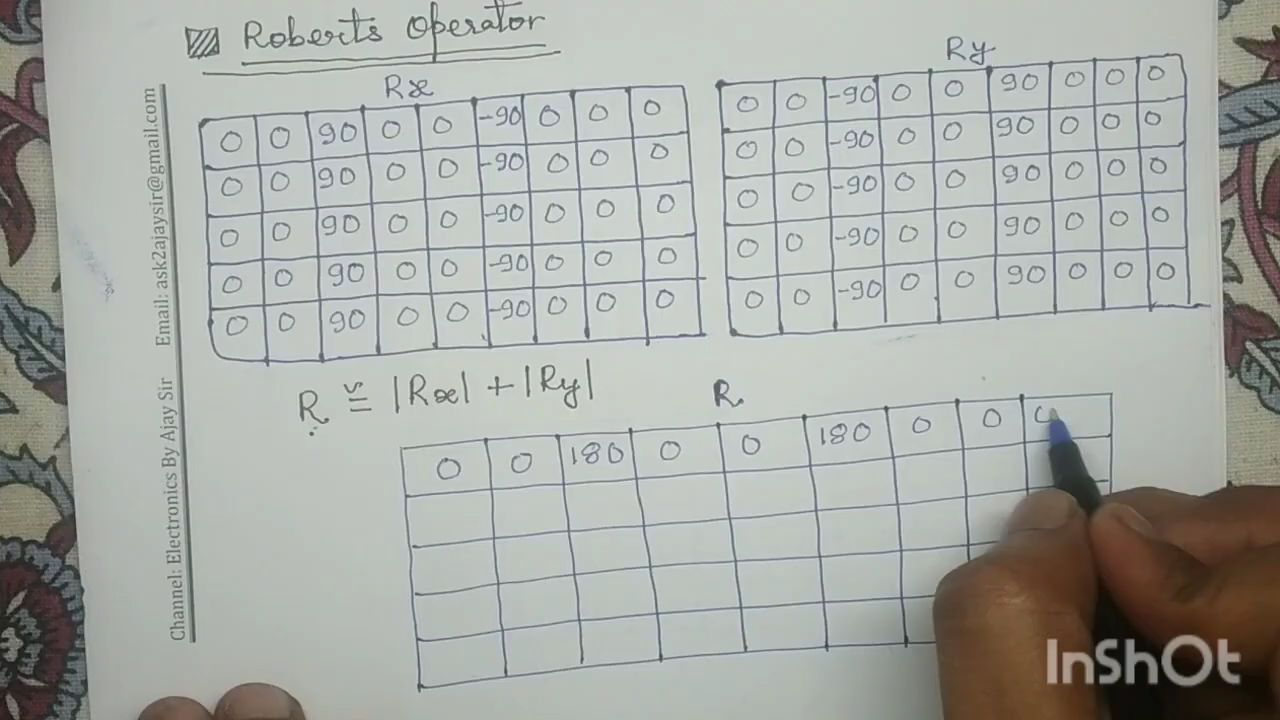 Roberts Operator
Rx
0 0 90 0 0 -90 0 0 0
0 0 90 0 0 -90 0 0 0
0 0 90 0 0 -90 0 0 0
0 0 90 0 0 -90 0 0 0
0 0 90 0 0 -90 0 0 0
Ry
0 0 -90 0 0 90 0 0 0
0 0 -90 0 0 90 0 0 0
0 0 -90 0 0 90 0 0 0
0 0 -90 0 0 90 0 0 0
0 0 -90 0 0 90 0 0 0
R ≅ |Rx| + |Ry|
R
0 0 180 0 0 180 0 0
Channel: Electronics By Ajay Sir Email: ask2ajaysir@gmail.com
InShOt